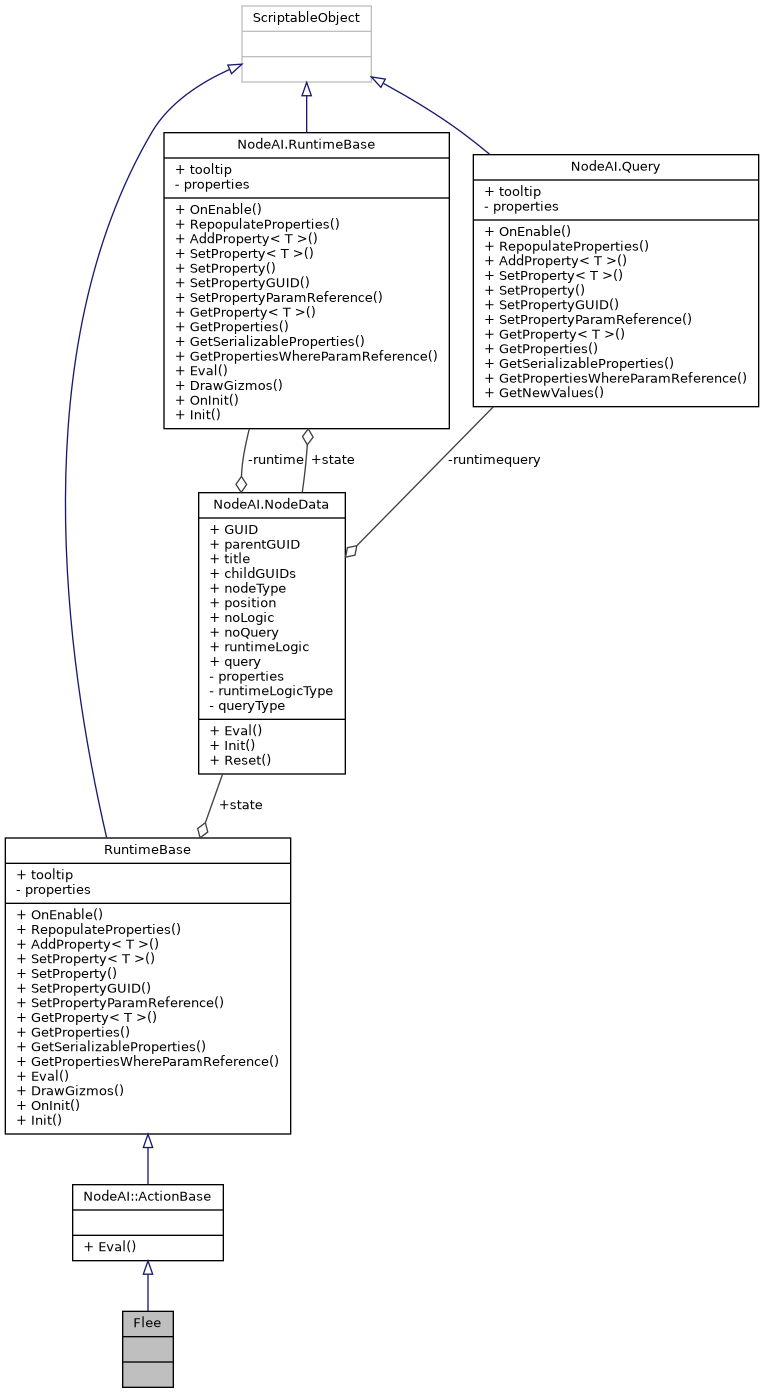 ScriptableObject
NodeAI.RuntimeBase
+ tooltip
- properties
+ OnEnable()
+ RepopulateProperties()
+ AddProperty< T >()
+ SetProperty< T >()
+ SetProperty()
+ SetPropertyGUID()
+ SetPropertyParamReference()
+ GetProperty< T >()
+ GetProperties()
+ GetSerializableProperties()
+ GetPropertiesWhereParamReference()
+ Eval()
+ DrawGizmos()
+ OnInit()
+ Init()
NodeAI.Query
+ tooltip
- properties
+ OnEnable()
+ RepopulateProperties()
+ AddProperty< T >()
+ SetProperty< T >()
+ SetProperty()
+ SetPropertyGUID()
+ SetPropertyParamReference()
+ GetProperty< T >()
+ GetProperties()
+ GetSerializableProperties()
+ GetPropertiesWhereParamReference()
+ GetNewValues()
-runtime
+state
-runtimequery
NodeAI.NodeData
+ GUID
+ parentGUID
+ title
+ childGUIDs
+ nodeType
+ position
+ noLogic
+ noQuery
+ runtimeLogic
+ query
- properties
- runtimeLogicType
- queryType
+ Eval()
+ Init()
+ Reset()
+state
RuntimeBase
+ tooltip
- properties
+ OnEnable()
+ RepopulateProperties()
+ AddProperty< T >()
+ SetProperty< T >()
+ SetProperty()
+ SetPropertyGUID()
+ SetPropertyParamReference()
+ GetProperty< T >()
+ GetProperties()
+ GetSerializableProperties()
+ GetPropertiesWhereParamReference()
+ Eval()
+ DrawGizmos()
+ OnInit()
+ Init()
NodeAI::ActionBase
+ Eval()
Flee